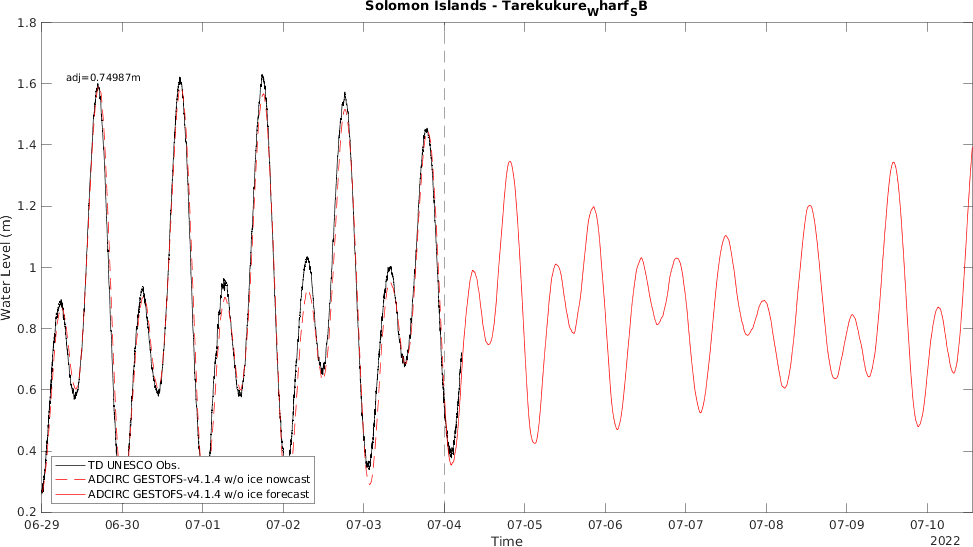 Solomon Islands - Tarekukure_Wharf_SB
adj=0.74987m
1.8
1.6
1.4
1.2
1
0.8
0.6
0.4
0.2
Water Level (m)
TD UNESCO Obs.
ADCIRC GESTOFS-v4.1.4 w/o ice nowcast
ADCIRC GESTOFS-v4.1.4 w/o ice forecast
06-29 06-30 07-01 07-02 07-03 07-04 07-05 07-06 07-07 07-08 07-09 07-10
Time
2022